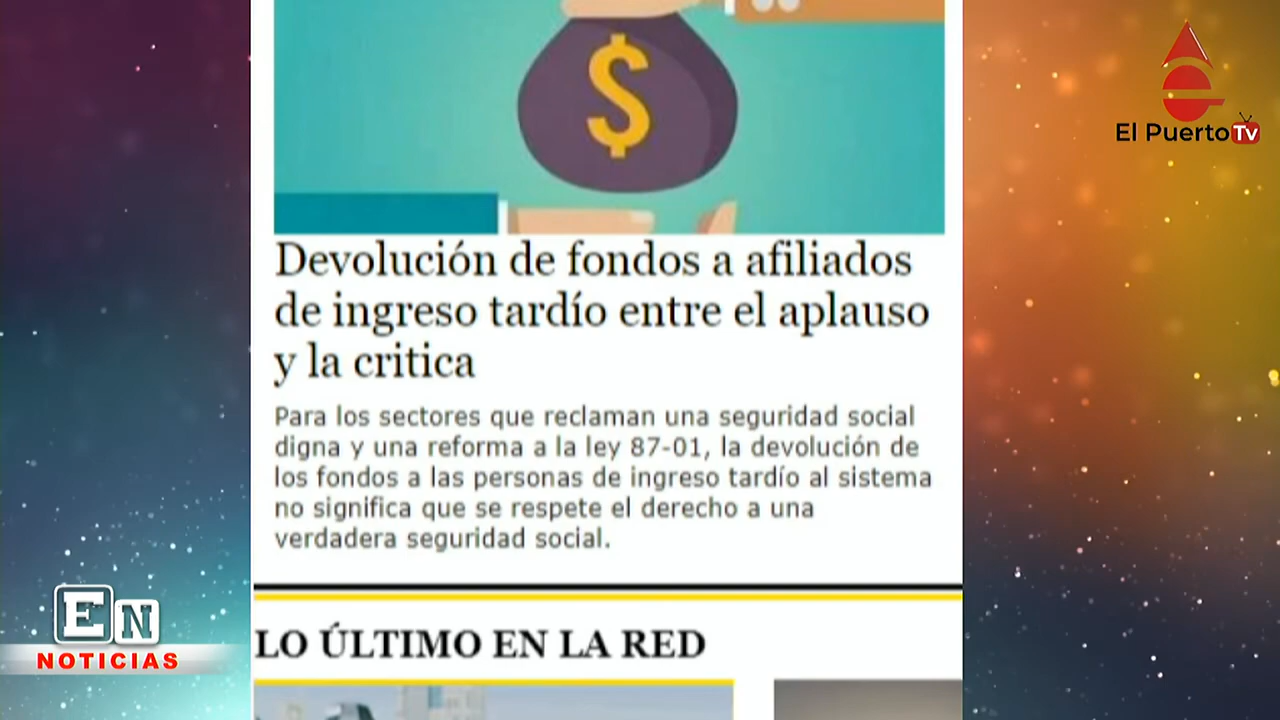 $
El Puerto Tv
Devolución de fondos a afiliados
de ingreso tardío entre el aplauso
y la critica
Para los sectores que reclaman una seguridad social
digna y una reforma a la ley 87-01, la devolución de
los fondos a las personas de ingreso tardío al sistema
no significa que se respete el derecho a una
verdadera seguridad social.
EN
NOTICIAS
LO ÚLTIMO EN LA RED